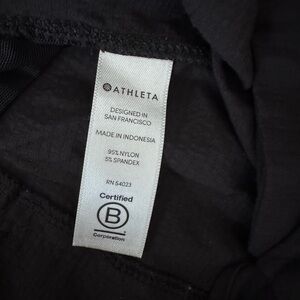 ATHLETA
DESIGNED IN
SAN FRANCISCO
MADE IN INDONESIA
95% NYLON
5% SPANDEX
RN 54023
Certified
B
Corporation